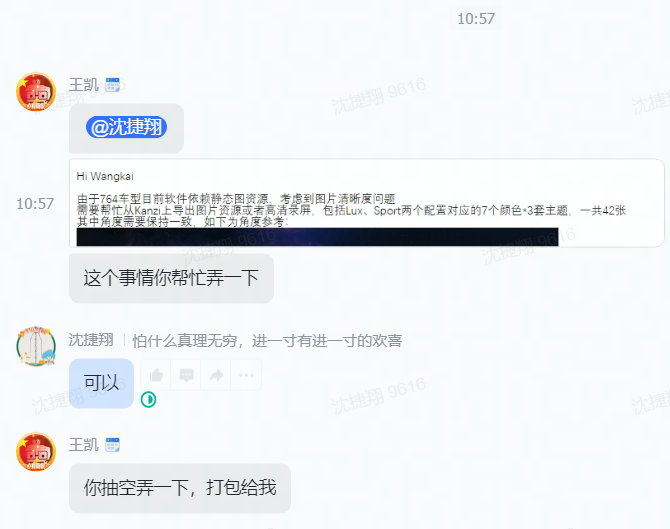 10:57
王凯
@沈捷翔
10:57
Hi Wangkai
由于764车型目前软件依赖静态图资源，考虑到图片清晰度问题
需要帮忙从Kanzi上导出图片资源或者高清录屏，包括Lux、Sport两个配置对应的7个颜色*3套主题，一共42张
其中角度需要保持一致，如下为角度参考：
这个事情你帮忙弄一下
沈捷翔 怕什么真理无穷，进一寸有进一寸的欢喜
可以
王凯
你抽空弄一下，打包给我
沈捷翔 9616